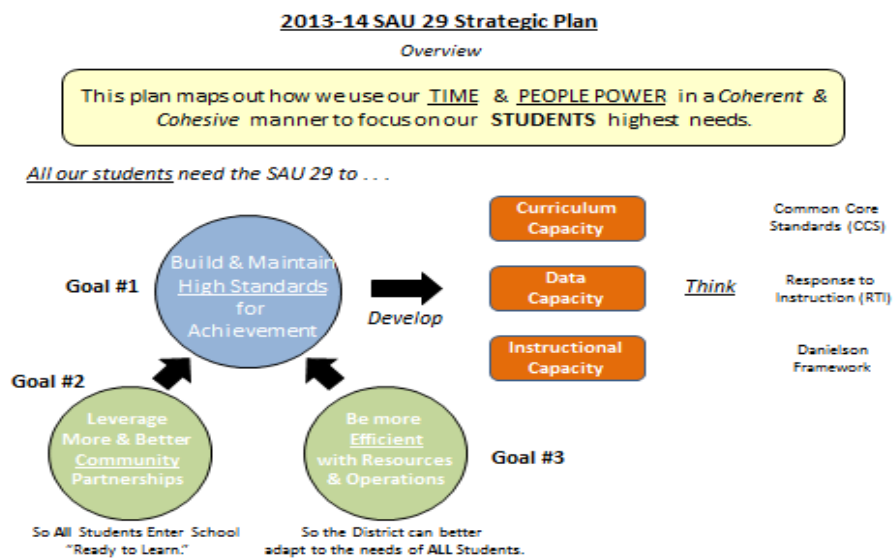 2013-14 SAU 29 Strategic Plan
Overview
This plan maps out how we use our TIME & PEOPLE POWER in a Coherent &
Cohesive manner to focus on our STUDENTS highest needs.
All our students need the SAU 29 to . . .
Goal #1
Build & Maintain
High Standards
for
Achievement
Develop
Curriculum
Capacity
Common Core
Standards (CCS)
Data
Capacity
Think
Response to
Instruction (RTI)
Instructional
Capacity
Danielson
Framework
Goal #2
Leverage
More & Better
Community
Partnerships
So All Students Enter School
"Ready to Learn."
Be more
Efficient
with Resources
& Operations
Goal #3
So the District can better
adapt to the needs of ALL Students.